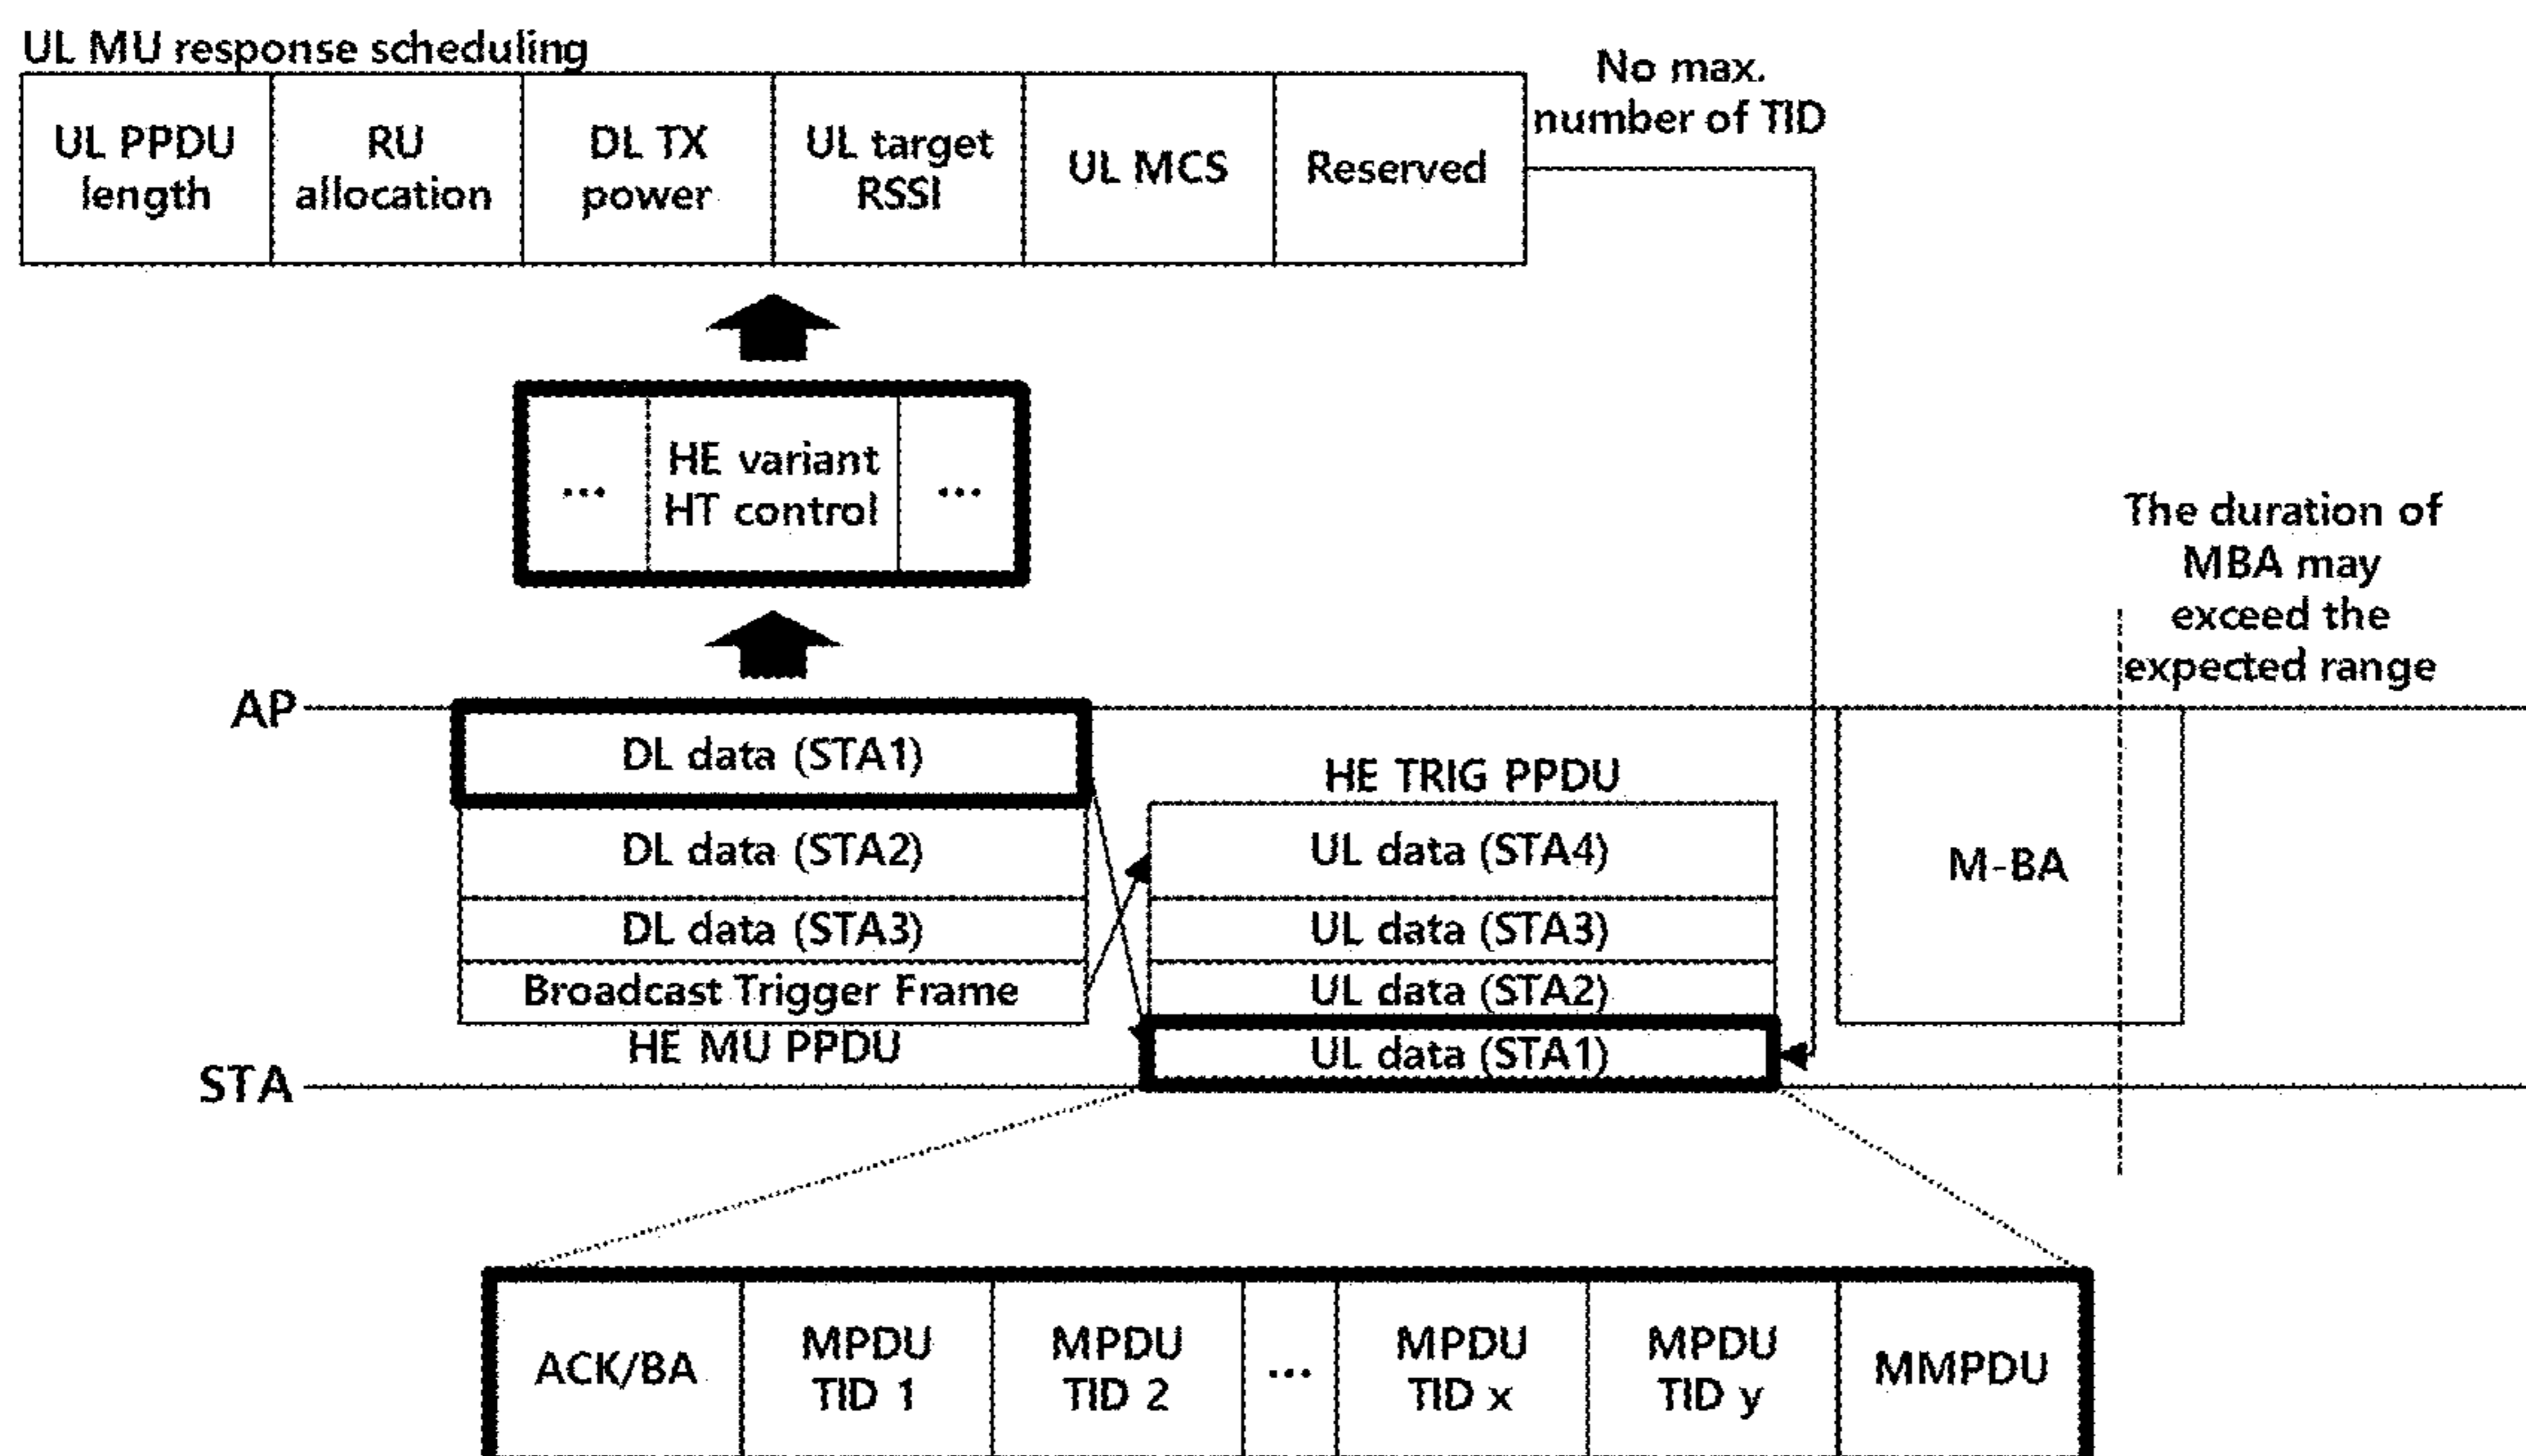 UL MU response scheduling
No max.
number of TID
UL PPDU
length
RU
allocation
DL TX
power
UL target
RSSI
UL MCS
Reserved
...
HE variant
HT control
...
The duration of
MBA may
exceed the
expected range
AP
DL data (STA1)
DL data (STA2)
DL data (STA3)
Broadcast Trigger Frame
HE MU PPDU
HE TRIG PPDU
UL data (STA4)
UL data (STA3)
UL data (STA2)
UL data (STA1)
M-BA
STA
ACK/BA
MPDU
TID 1
MPDU
TID 2
...
MPDU
TID x
MPDU
TID y
MMPDU